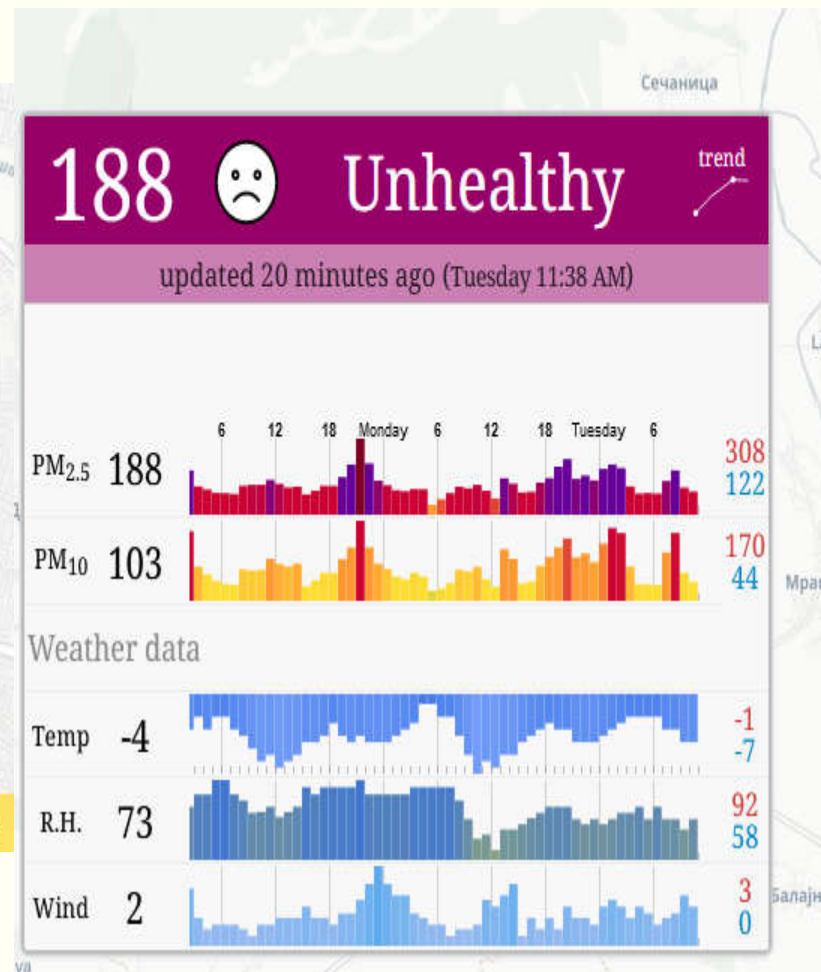 Сечаница
188 Unhealthy trend
updated 20 minutes ago (Tuesday 11:38 AM)
6 12 18 Monday 6 12 18 Tuesday 6
PM2.5 188 308
122
PM10 103 170
44
Weather data
Temp -4 -1
-7
R.H. 73 92
58
Wind 2 3
0